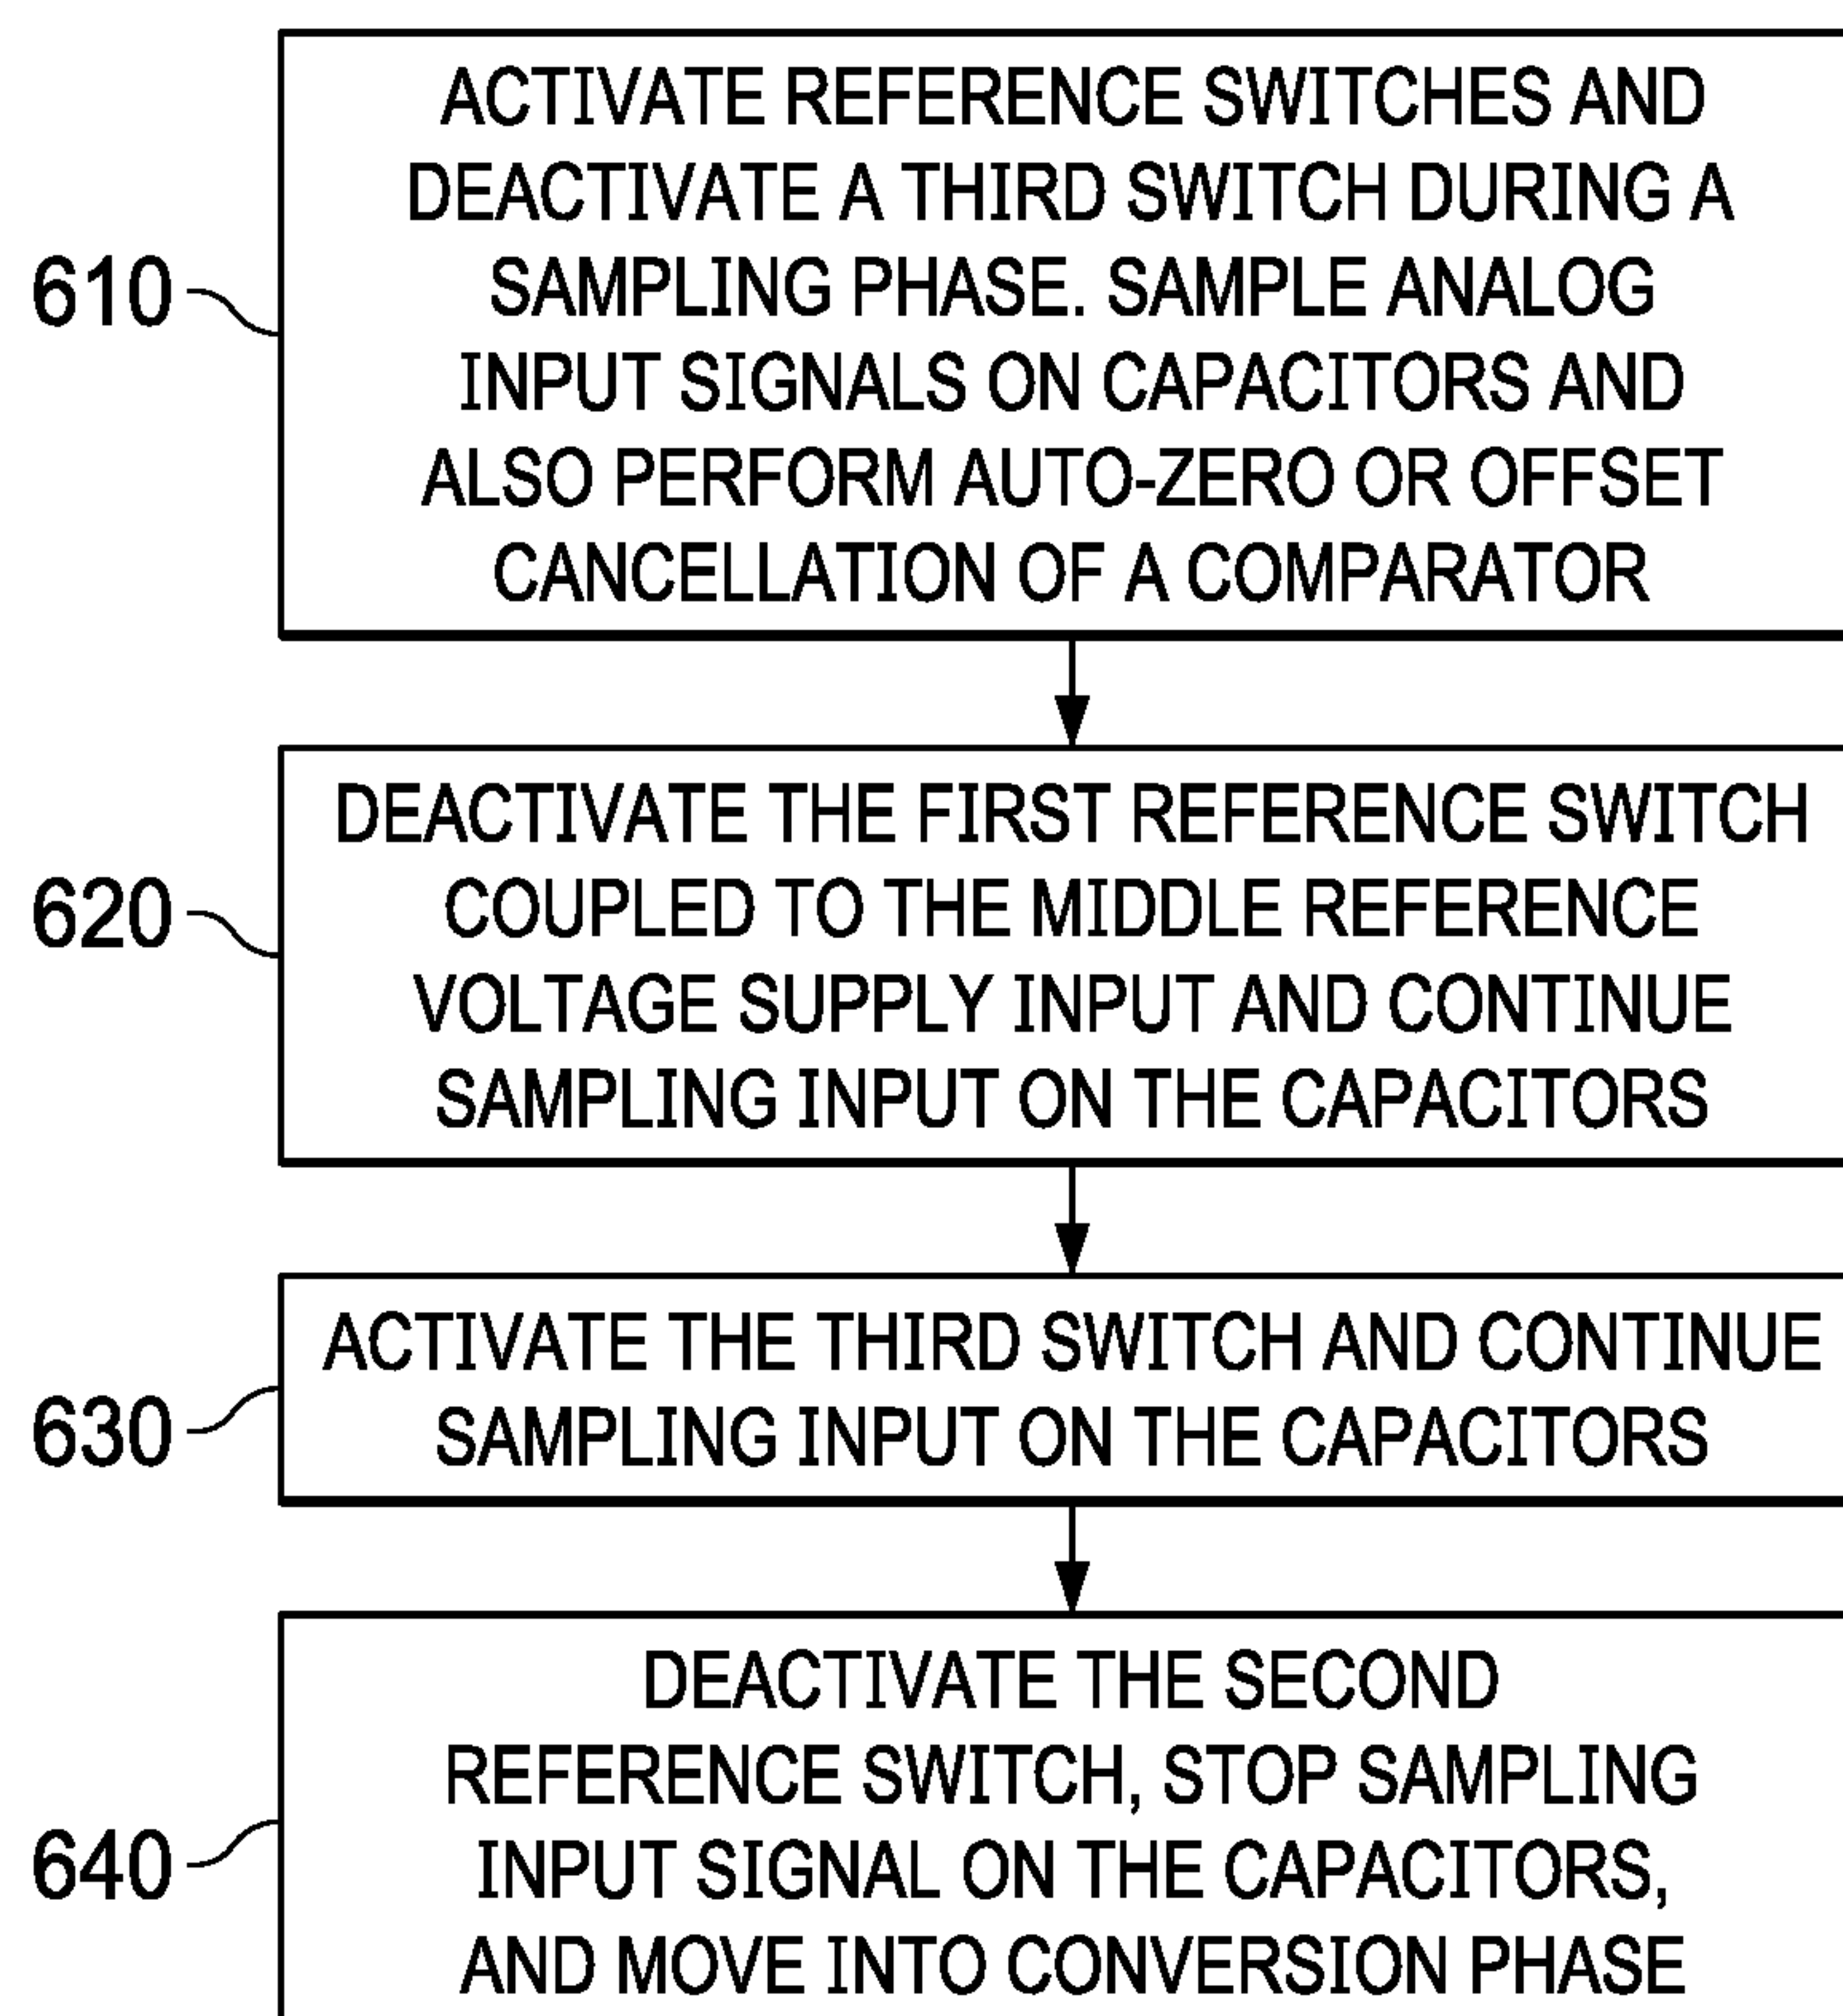 ACTIVATE REFERENCE SWITCHES AND
DEACTIVATE A THIRD SWITCH DURING A
610
SAMPLING PHASE. SAMPLE ANALOG
INPUT SIGNALS ON CAPACITORS AND
ALSO PERFORM AUTO-ZERO OR OFFSET
CANCELLATION OF A COMPARATOR
DEACTIVATE THE FIRST REFERENCE SWITCH
620
COUPLED TO THE MIDDLE REFERENCE
VOLTAGE SUPPLY INPUT AND CONTINUE
SAMPLING INPUT ON THE CAPACITORS
ACTIVATE THE THIRD SWITCH AND CONTINUE
630
SAMPLING INPUT ON THE CAPACITORS
DEACTIVATE THE SECOND
REFERENCE SWITCH, STOP SAMPLING
640
INPUT SIGNAL ON THE CAPACITORS,
AND MOVE INTO CONVERSION PHASE